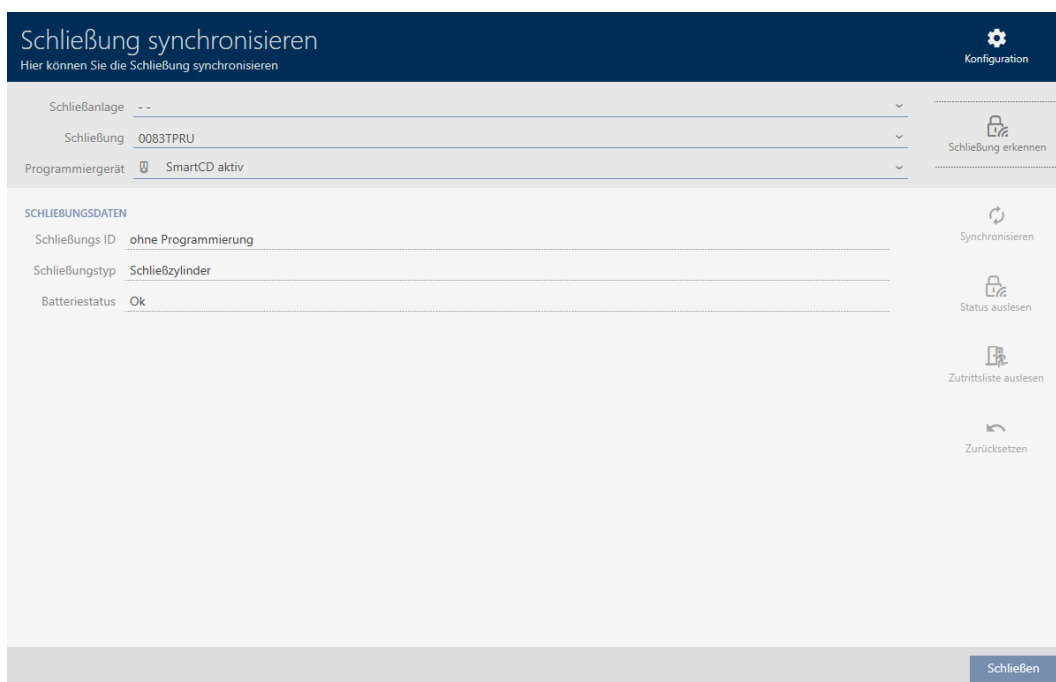 Schließung synchronisieren
Hier können Sie die Schließung synchronisieren
Konfiguration
Schließanlage - -
Schließung 0083TPRU
Programmiergerät SmartCD aktiv
Schließung erkennen
SCHLIEßUNGSDATEN
Schließungs ID ohne Programmierung
Schließungstyp Schließzylinder
Batteriestatus Ok
Synchronisieren
Status auslesen
Zutrittsliste auslesen
Zurücksetzen
Schließen